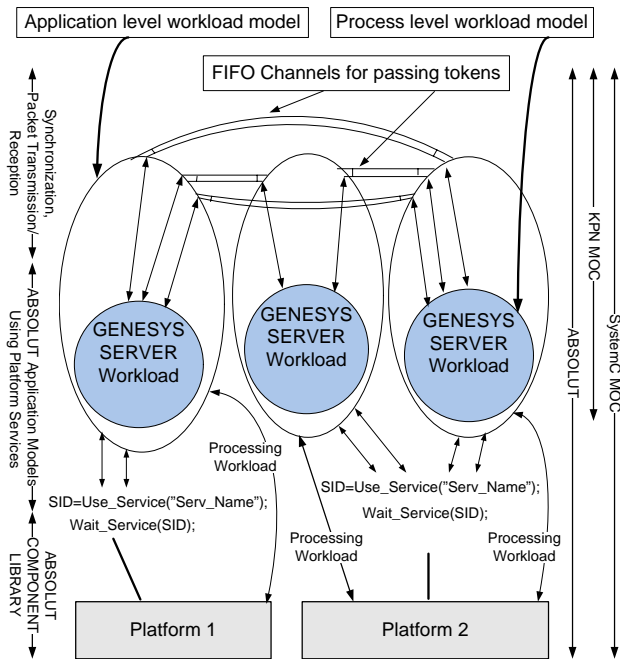 Application level workload model
Process level workload model
FIFO Channels for passing tokens
Synchronization,
Packet Transmission/
Reception
ABSOLUT Application Models
Using Platform Services
ABSOLUT
COMPONENT
LIBRARY
GENESYS
SERVER
Workload
GENESYS
SERVER
Workload
GENESYS
SERVER
Workload
KPN MOC
ABSOLUT
SystemC MOC
Processing
Workload
SID=Use_Service("Serv_Name");
Wait_Service(SID);
SID=Use_Service("Serv_Name");
Wait_Service(SID);
Processing
Workload
Processing
Workload
Platform 1
Platform 2